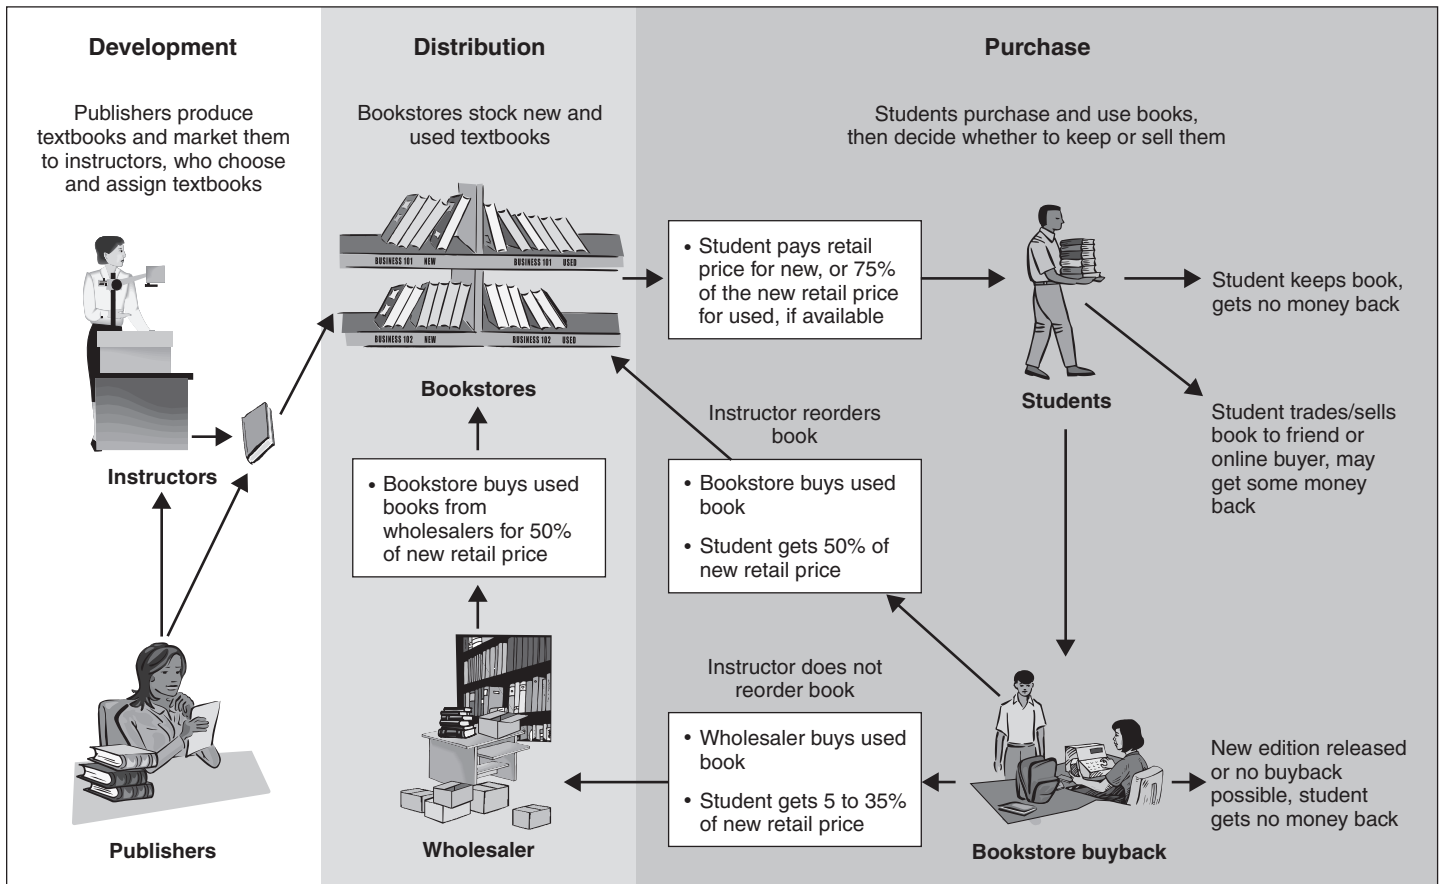 Development
Publishers produce
textbooks and market them
to instructors, who choose
and assign textbooks
Instructors
Publishers
Distribution
Bookstores stock new and
used textbooks
BUSINESS 101 NEW
BUSINESS 101 USED
BUSINESS 102 NEW
BUSINESS 102 USED
Bookstores
• Bookstore buys used
books from
wholesalers for 50%
of new retail price
Wholesaler
Purchase
Students purchase and use books,
then decide whether to keep or sell them
• Student pays retail
price for new, or 75%
of the new retail price
for used, if available
Students
Student keeps book,
gets no money back
Student trades/sells
book to friend or
online buyer, may
get some money
back
Instructor reorders
book
• Bookstore buys used
book
• Student gets 50% of
new retail price
Instructor does not
reorder book
• Wholesaler buys used
book
• Student gets 5 to 35%
of new retail price
Bookstore buyback
New edition released
or no buyback
possible, student
gets no money back